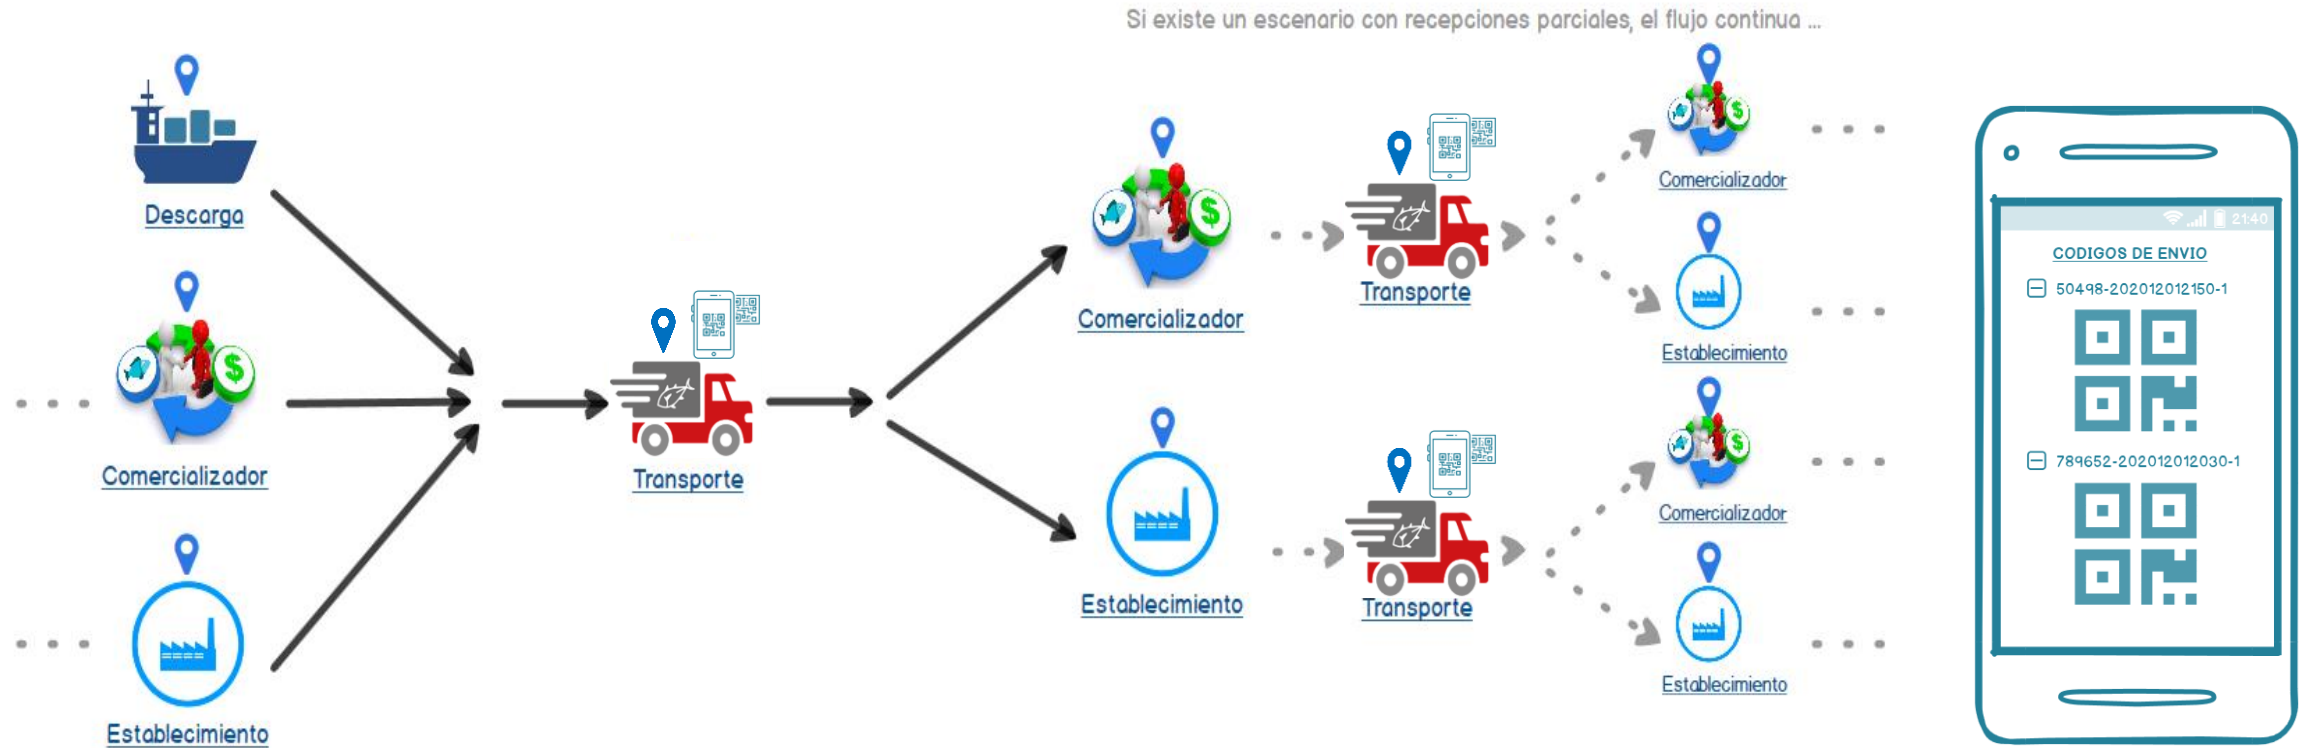 Si existe un escenario con recepciones parciales, el flujo continua ...
Descarga
Comercializador
Establecimiento
Transporte
Comercializador
Establecimiento
Transporte
Transporte
Comercializador
Establecimiento
Comercializador
Establecimiento
21:40
CODIGOS DE ENVIO
50498-202012012150-1
789652-202012012030-1